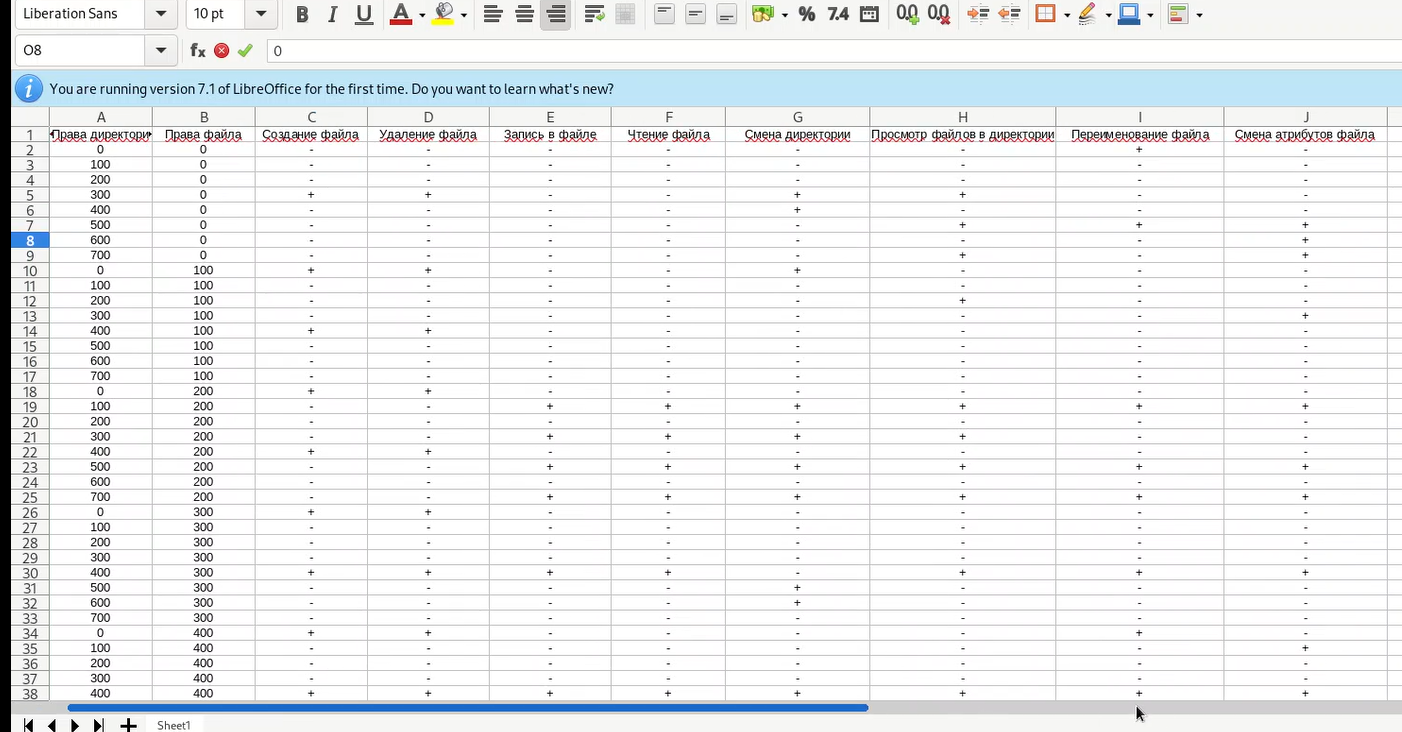 Liberation Sans 10 pt B I U A % 7.4 0.0 0.0
O8 fx 0
You are running version 7.1 of LibreOffice for the first time. Do you want to learn what's new?
A B C D E F G H I J
1 Права директори Права файла Создание файла Удаление файла Запись в файле Чтение файла Смена директории Просмотр файлов в директории Переименование файла Смена атрибутов файла
2 0 0 - - - - - - + -
3 100 0 - - - - - - - -
4 200 0 - - - - - - - -
5 300 0 + + - - + + - -
6 400 0 - - - - + - - -
7 500 0 - - - - - + + +
8 600 0 - - - - - - - +
9 700 0 - - - - - + - +
10 0 100 + + - - + - - -
11 100 100 - - - - - - - -
12 200 100 - - - - - + - -
13 300 100 - - - - - - - +
14 400 100 + + - - - - - -
15 500 100 - - - - - - - -
16 600 100 - - - - - - - -
17 700 100 - - - - - - - -
18 0 200 + + - - - - - -
19 100 200 - - + + + + + +
20 200 200 - - - - - - - -
21 300 200 - - + + + + - -
22 400 200 + + - - - - - -
23 500 200 - - + + + + + +
24 600 200 - - - - - - - -
25 700 200 - - + + + + + +
26 0 300 + + - - - - - -
27 100 300 - - - - - - - -
28 200 300 - - - - - - - -
29 300 300 - - - - - - - -
30 400 300 + + + + - + + +
31 500 300 - - - - + - - -
32 600 300 - - - - + - - -
33 700 300 - - - - - - - -
34 0 400 + + - - - - + -
35 100 400 - - - - - - - +
36 200 400 - - - - - - - -
37 300 400 - - - - - - - -
38 400 400 + + + + + + + +
Sheet1